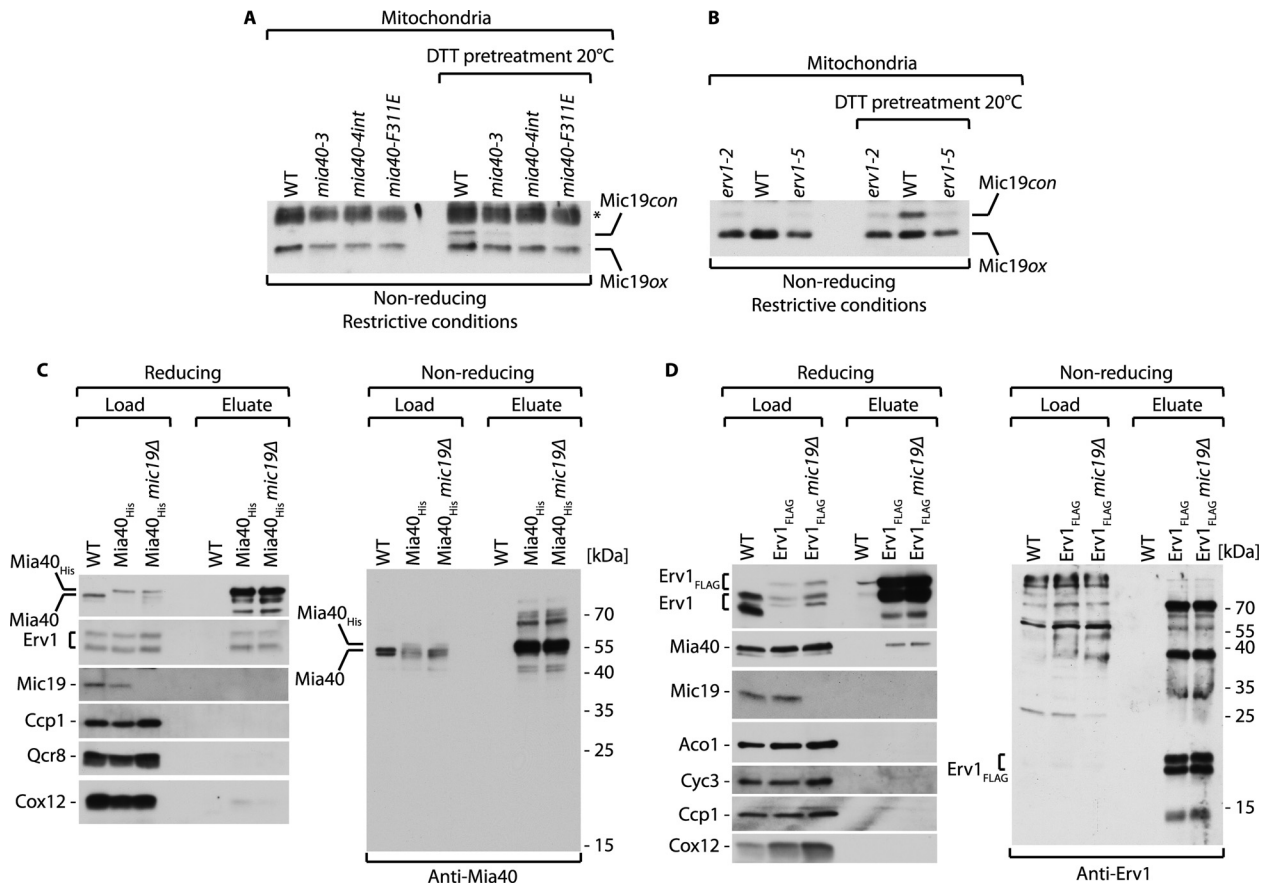 A
Mitochondria
DTT pretreatment 20°C
WT
mia40-3
mia40-4int
mia40-F311E
WT
mia40-3
mia40-4int
mia40-F311E
*
Mic19con
Mic19ox
Non-reducing
Restrictive conditions
B
Mitochondria
DTT pretreatment 20°C
erv1-2
WT
erv1-5
erv1-2
WT
erv1-5
Mic19con
Mic19ox
Non-reducing
Restrictive conditions
C
Reducing
Load
Eluate
WT
Mia40His
Mia40His mic19Δ
WT
Mia40His
Mia40His mic19Δ
Mia40His
Mia40
Erv1
Mic19 -
Ccp1 -
Qcr8 -
Cox12 -
Non-reducing
Load
Eluate
WT
Mia40His
Mia40His mic19Δ
WT
Mia40His
Mia40His mic19Δ
[kDa]
Mia40His
Mia40
- 70
- 55
- 40
- 35
- 25
- 15
Anti-Mia40
D
Reducing
Load
Eluate
WT
Erv1FLAG
Erv1FLAG mic19Δ
WT
Erv1FLAG
Erv1FLAG mic19Δ
Erv1FLAG
Erv1
Mia40 -
Mic19 -
Aco1 -
Cyc3 -
Ccp1 -
Cox12 -
Non-reducing
Load
Eluate
WT
Erv1FLAG
Erv1FLAG mic19Δ
WT
Erv1FLAG
Erv1FLAG mic19Δ
[kDa]
- 70
- 55
- 40
- 35
- 25
Erv1FLAG
- 15
Anti-Erv1